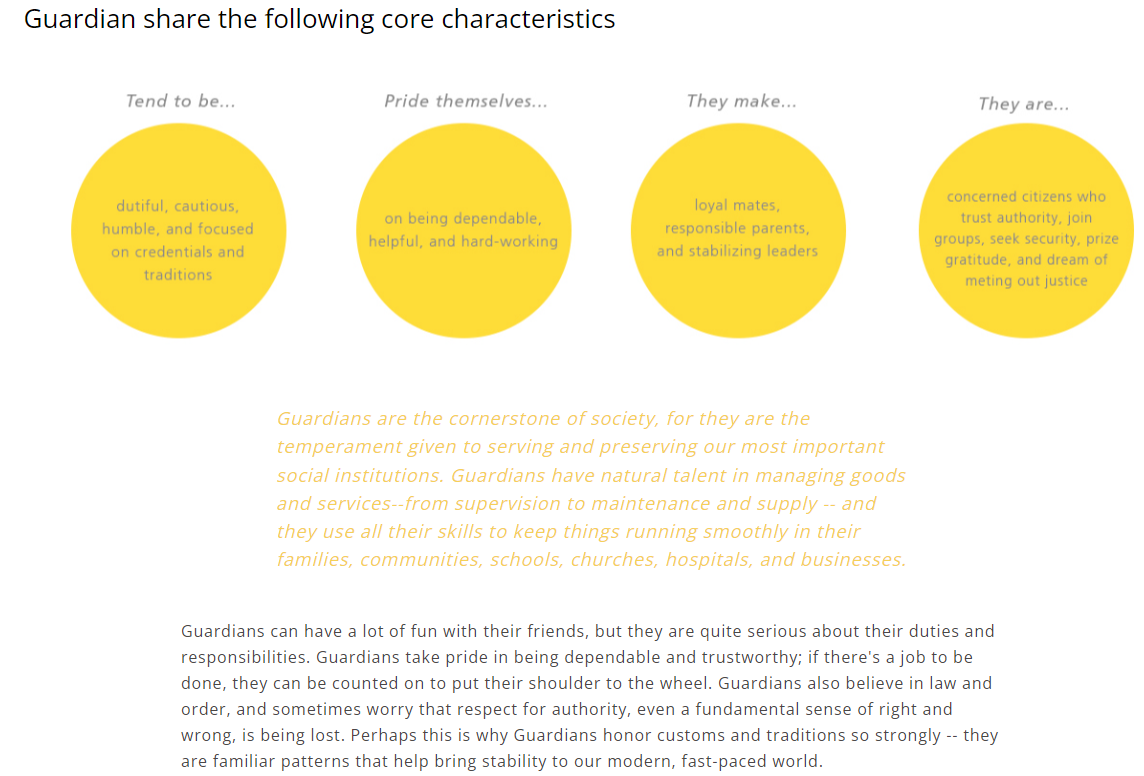 Guardian share the following core characteristics
Tend to be...
dutiful, cautious,
humble, and focused
on credentials and
traditions
Pride themselves...
on being dependable,
helpful, and hard-working
They make...
loyal mates,
responsible parents,
and stabilizing leaders
They are...
concerned citizens who
trust authority, join
groups, seek security, prize
gratitude, and dream of
meting out justice
Guardians are the cornerstone of society, for they are the
temperament given to serving and preserving our most important
social institutions. Guardians have natural talent in managing goods
and services--from supervision to maintenance and supply -- and
they use all their skills to keep things running smoothly in their
families, communities, schools, churches, hospitals, and businesses.
Guardians can have a lot of fun with their friends, but they are quite serious about their duties and
responsibilities. Guardians take pride in being dependable and trustworthy; if there's a job to be
done, they can be counted on to put their shoulder to the wheel. Guardians also believe in law and
order, and sometimes worry that respect for authority, even a fundamental sense of right and
wrong, is being lost. Perhaps this is why Guardians honor customs and traditions so strongly -- they
are familiar patterns that help bring stability to our modern, fast-paced world.